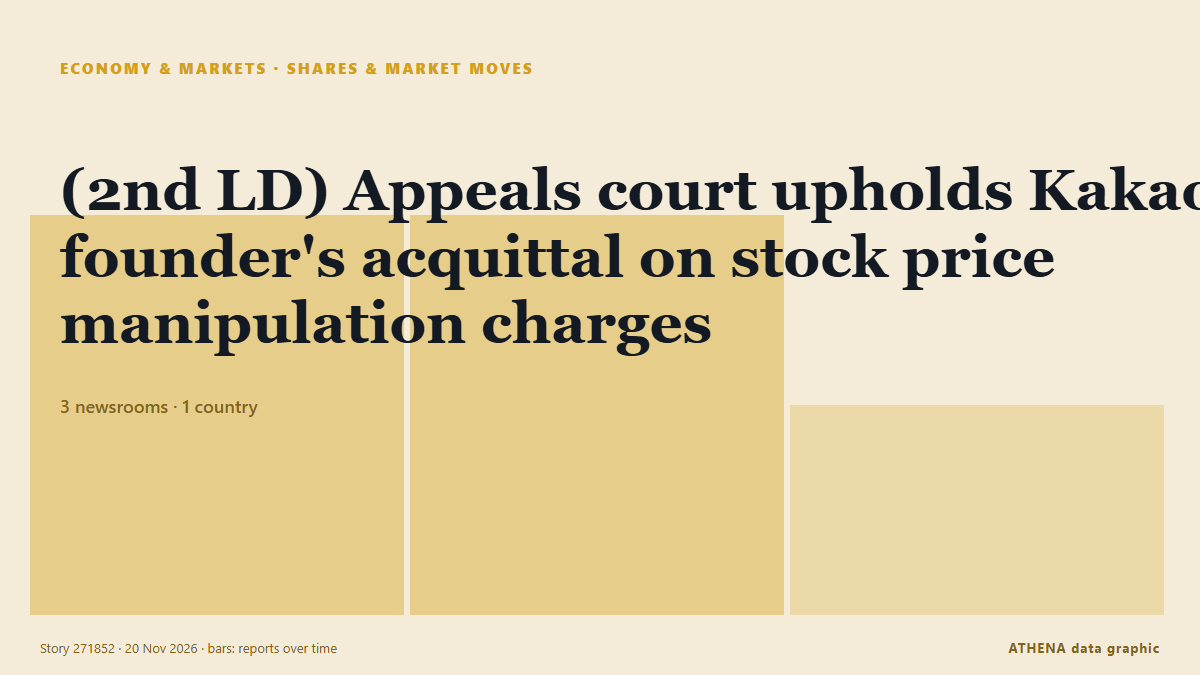 ECONOMY & MARKETS · SHARES & MARKET MOVES
(2nd LD) Appeals court upholds Kakao
founder's acquittal on stock price
manipulation charges
3 newsrooms · 1 country
Story 271852 · 20 Nov 2026 · bars: reports over time
ATHENA data graphic